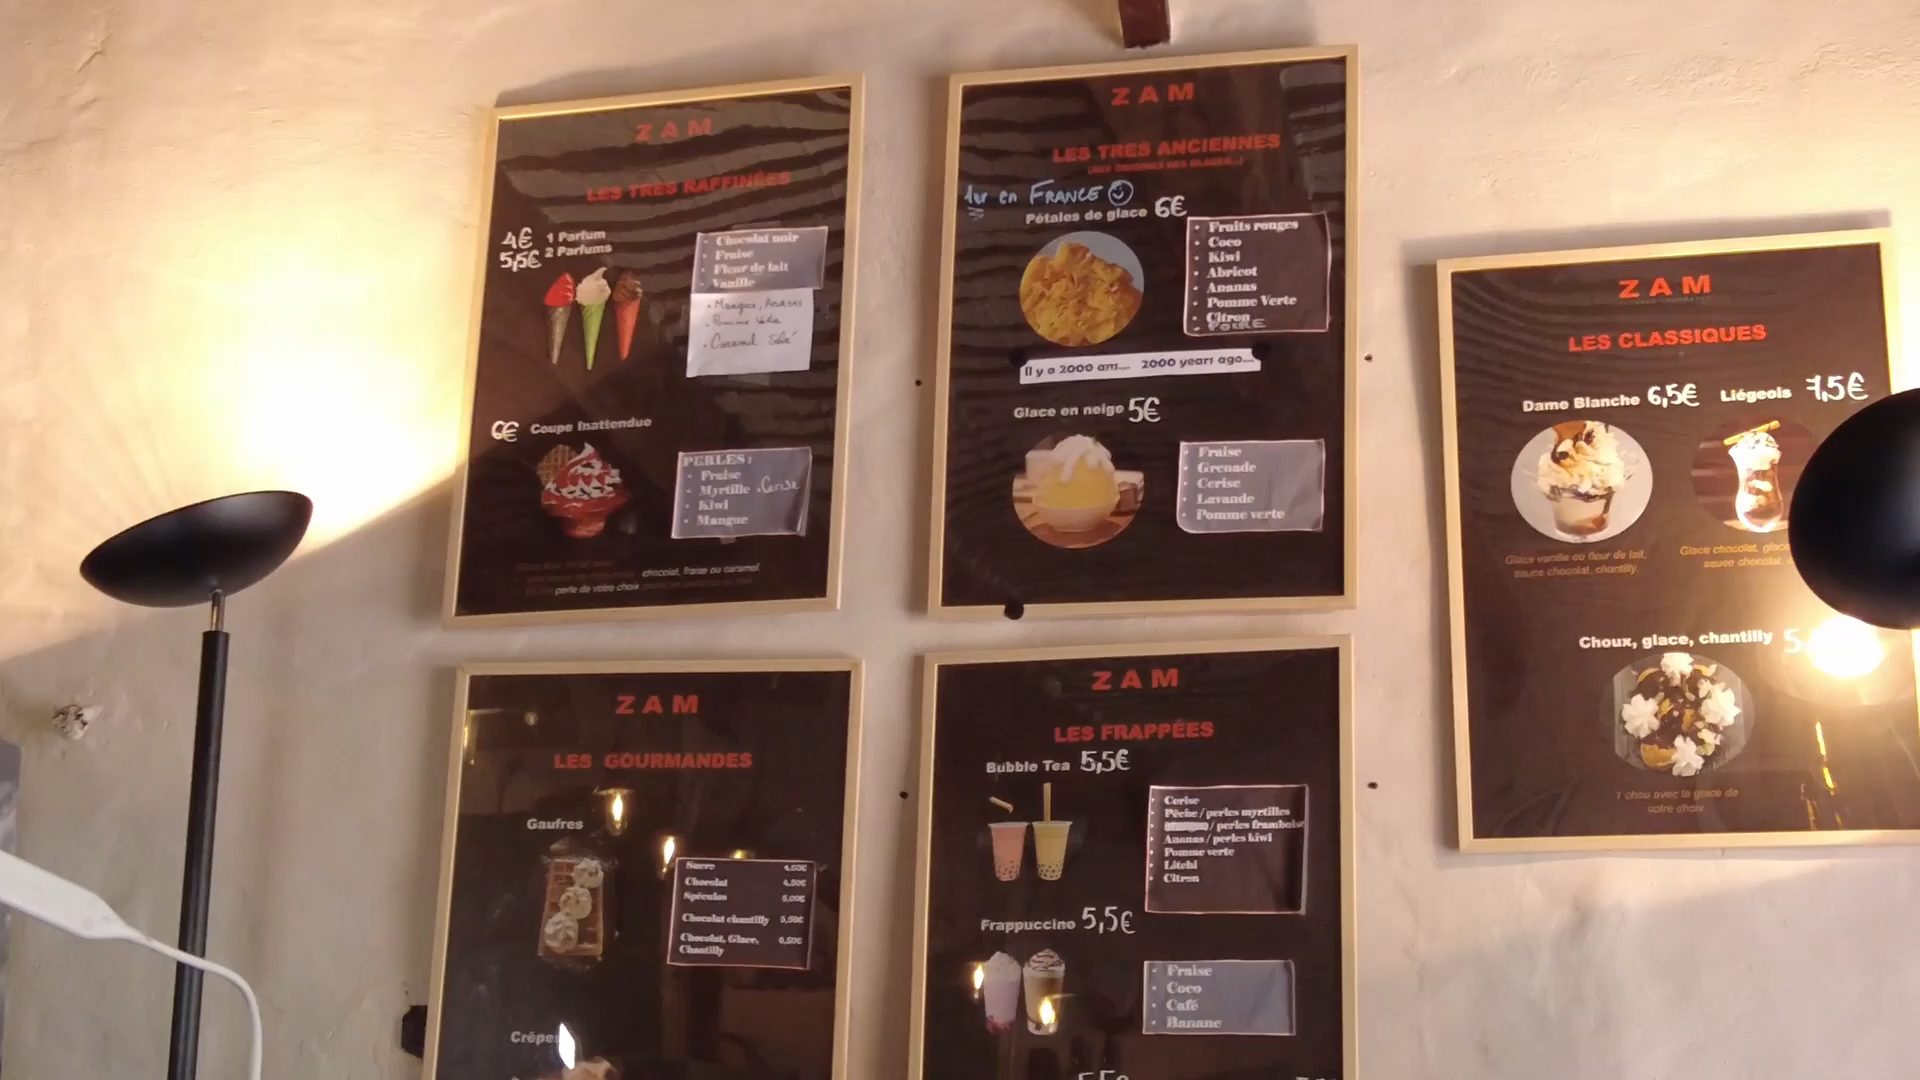 ZAM
LES TRES RAFFINÉES
4€ 1 Parfum
5,5€ 2 Parfums
• Chocolat noir
• Fraise
• Fleur de lait
• Vanille
• Mangue, Ananas
• Pomme Verte
• Caramel Salé
6€ Coupe Inattendue
PERLES :
• Fraise
• Myrtille • Cerise
• Kiwi
• Mangue
chocolat, fraise ou caramel
perle de votre choix
ZAM
LES TRES ANCIENNES
(AUX ORIGINES DES GLACES...)
1er en FRANCE
Pétales de glace 6€
• Fruits rouges
• Coco
• Kiwi
• Abricot
• Ananas
• Pomme Verte
• Citron
• POIRE
Il y a 2000 ans... 2000 years ago...
Glace en neige 5€
• Fraise
• Grenade
• Cerise
• Lavande
• Pomme verte
ZAM
LES CLASSIQUES
Dame Blanche 6,5€ Liégeois 7,5€
Glace vanille ou fleur de lait,
sauce chocolat, chantilly.
Glace chocolat, glace
sauce chocolat,
Choux, glace, chantilly 5
1 chou avec la glace de
votre choix
ZAM
LES GOURMANDES
Gaufres
Sucre
Chocolat 4,50€
Spéculos
Chocolat chantilly
Chocolat, Glace, 6,50€
Chantilly
Crêpe
ZAM
LES FRAPPÉES
Bubble Tea 5,5€
• Cerise
• Pêche / perles myrtilles
• / perles framboise
• Ananas / perles kiwi
• Pomme verte
• Litchi
• Citron
Frappuccino 5,5€
• Fraise
• Coco
• Café
• Banane